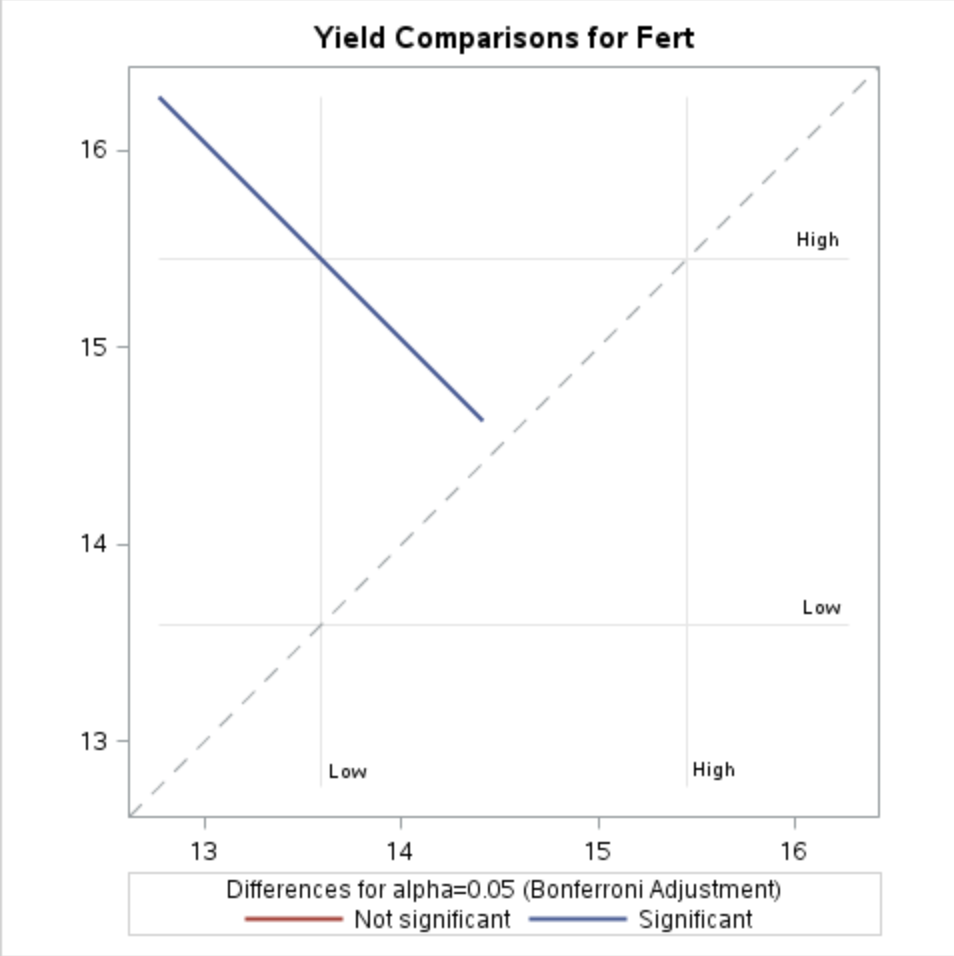 Yield Comparisons for Fert
16
High
15
14
Low
13
Low
High
13
14
15
16
Differences for alpha=0.05 (Bonferroni Adjustment)
Not significant
Significant